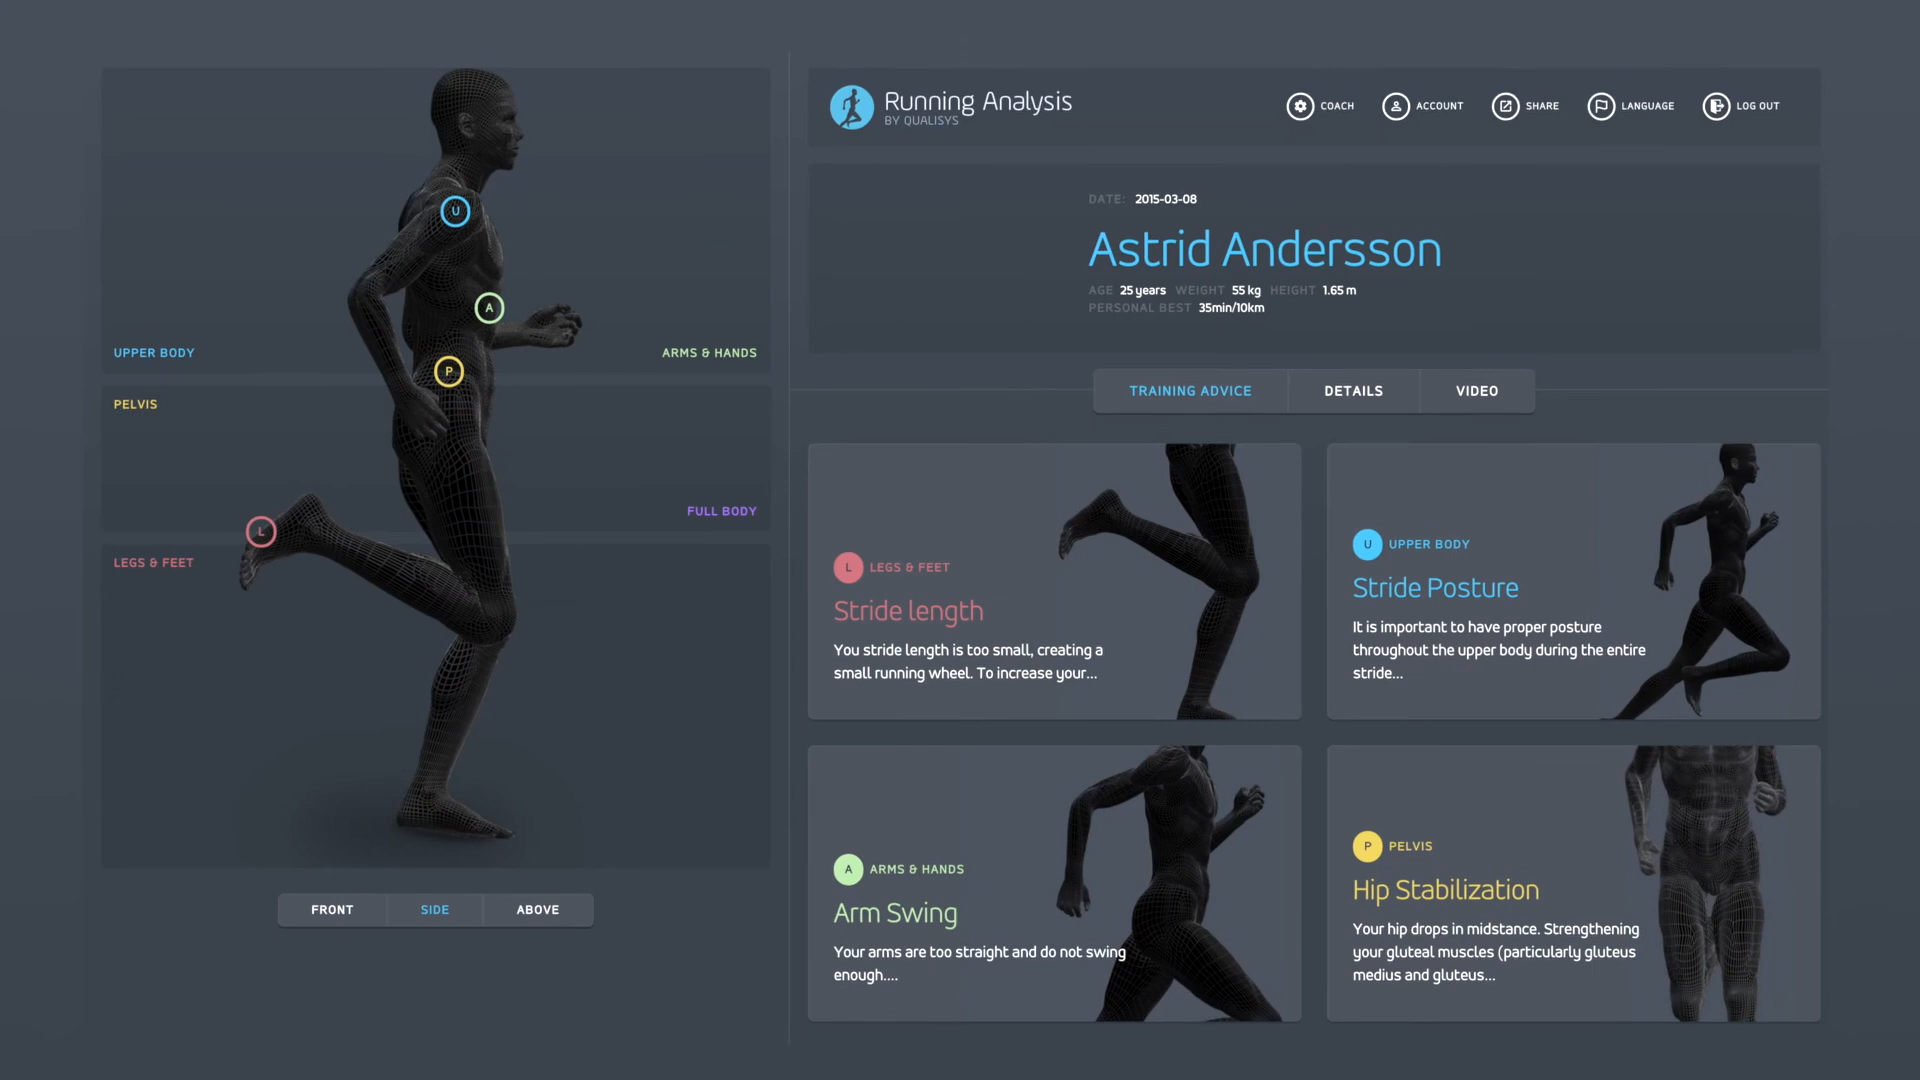 U
A
UPPER BODY
ARMS & HANDS
P
PELVIS
FULL BODY
L
LEGS & FEET
FRONT
SIDE
ABOVE
Running Analysis
BY QUALISYS
COACH
ACCOUNT
SHARE
LANGUAGE
LOG OUT
DATE: 2015-03-08
Astrid Andersson
AGE 25 years WEIGHT 55 kg HEIGHT 1.65 m
PERSONAL BEST 35min/10km
TRAINING ADVICE
DETAILS
VIDEO
L LEGS & FEET
Stride length
You stride length is too small, creating a
small running wheel. To increase your...
U UPPER BODY
Stride Posture
It is important to have proper posture
throughout the upper body during the entire
stride...
A ARMS & HANDS
Arm Swing
Your arms are too straight and do not swing
enough....
P PELVIS
Hip Stabilization
Your hip drops in midstance. Strengthening
your gluteal muscles (particularly gluteus
medius and gluteus...